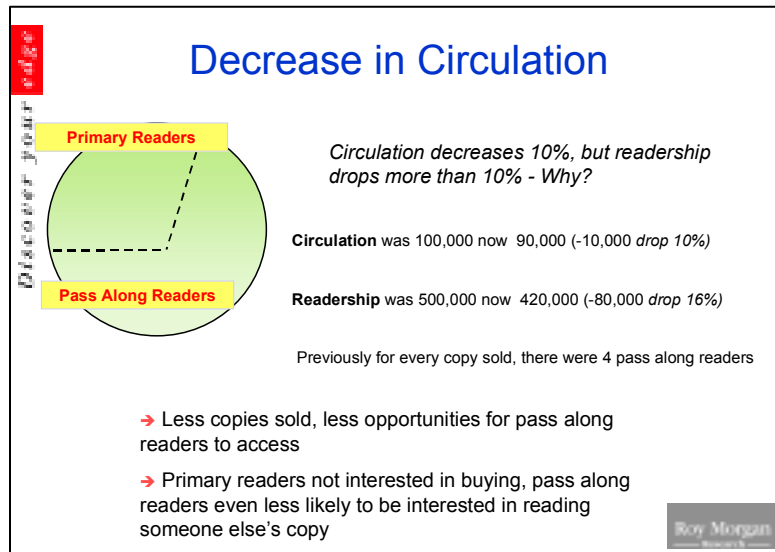 Discover your edge
Decrease in Circulation
Primary Readers
Pass Along Readers
Circulation decreases 10%, but readership
drops more than 10% - Why?
Circulation was 100,000 now 90,000 (-10,000 drop 10%)
Readership was 500,000 now 420,000 (-80,000 drop 16%)
Previously for every copy sold, there were 4 pass along readers
➔ Less copies sold, less opportunities for pass along
readers to access
➔ Primary readers not interested in buying, pass along
readers even less likely to be interested in reading
someone else's copy
Roy Morgan
Research